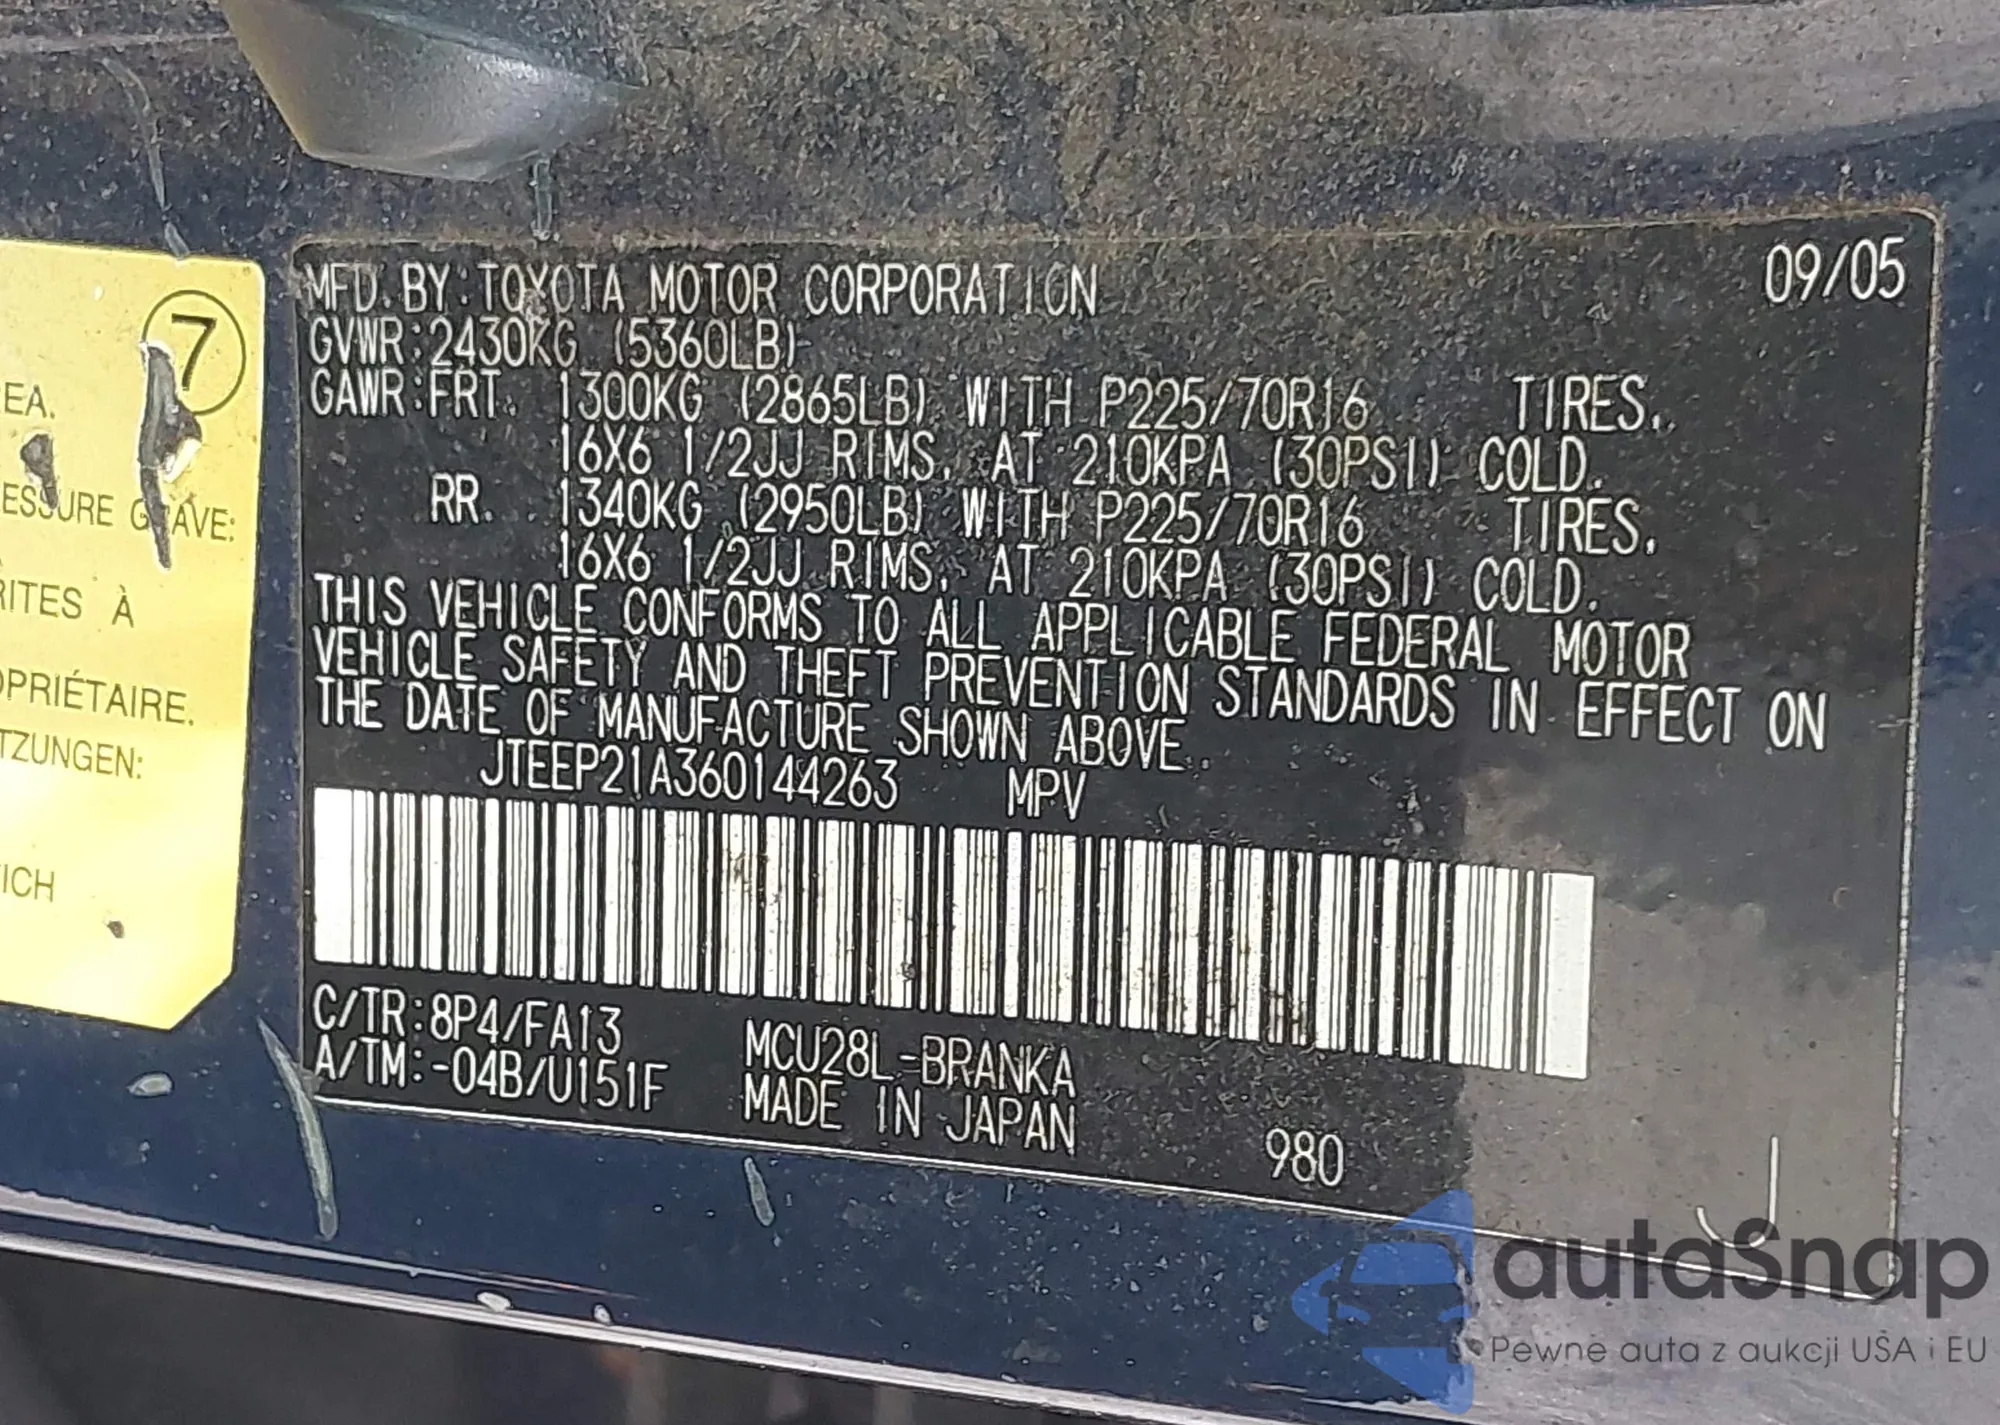 7
EA.
ESSURE GRAVE:
RITES À
OPRIÉTAIRE.
TZUNGEN:
ICH
MFD. BY: TOYOTA MOTOR CORPORATION 09/05
GVWR: 2430KG (5360LB)
GAWR: FRT. 1300KG (2865LB) WITH P225/70R16 TIRES,
16X6 1/2JJ RIMS, AT 210KPA (30PSI) COLD.
RR. 1340KG (2950LB) WITH P225/70R16 TIRES,
16X6 1/2JJ RIMS, AT 210KPA (30PSI) COLD.
THIS VEHICLE CONFORMS TO ALL APPLICABLE FEDERAL MOTOR
VEHICLE SAFETY AND THEFT PREVENTION STANDARDS IN EFFECT ON
THE DATE OF MANUFACTURE SHOWN ABOVE.
JTEEP21A360144263 MPV
C/TR: 8P4/FA13 MCU28L-BRANKA
A/TM: -04B/U151F MADE IN JAPAN
980
J
autaSnap
Pewne auta z aukcji USA i EU